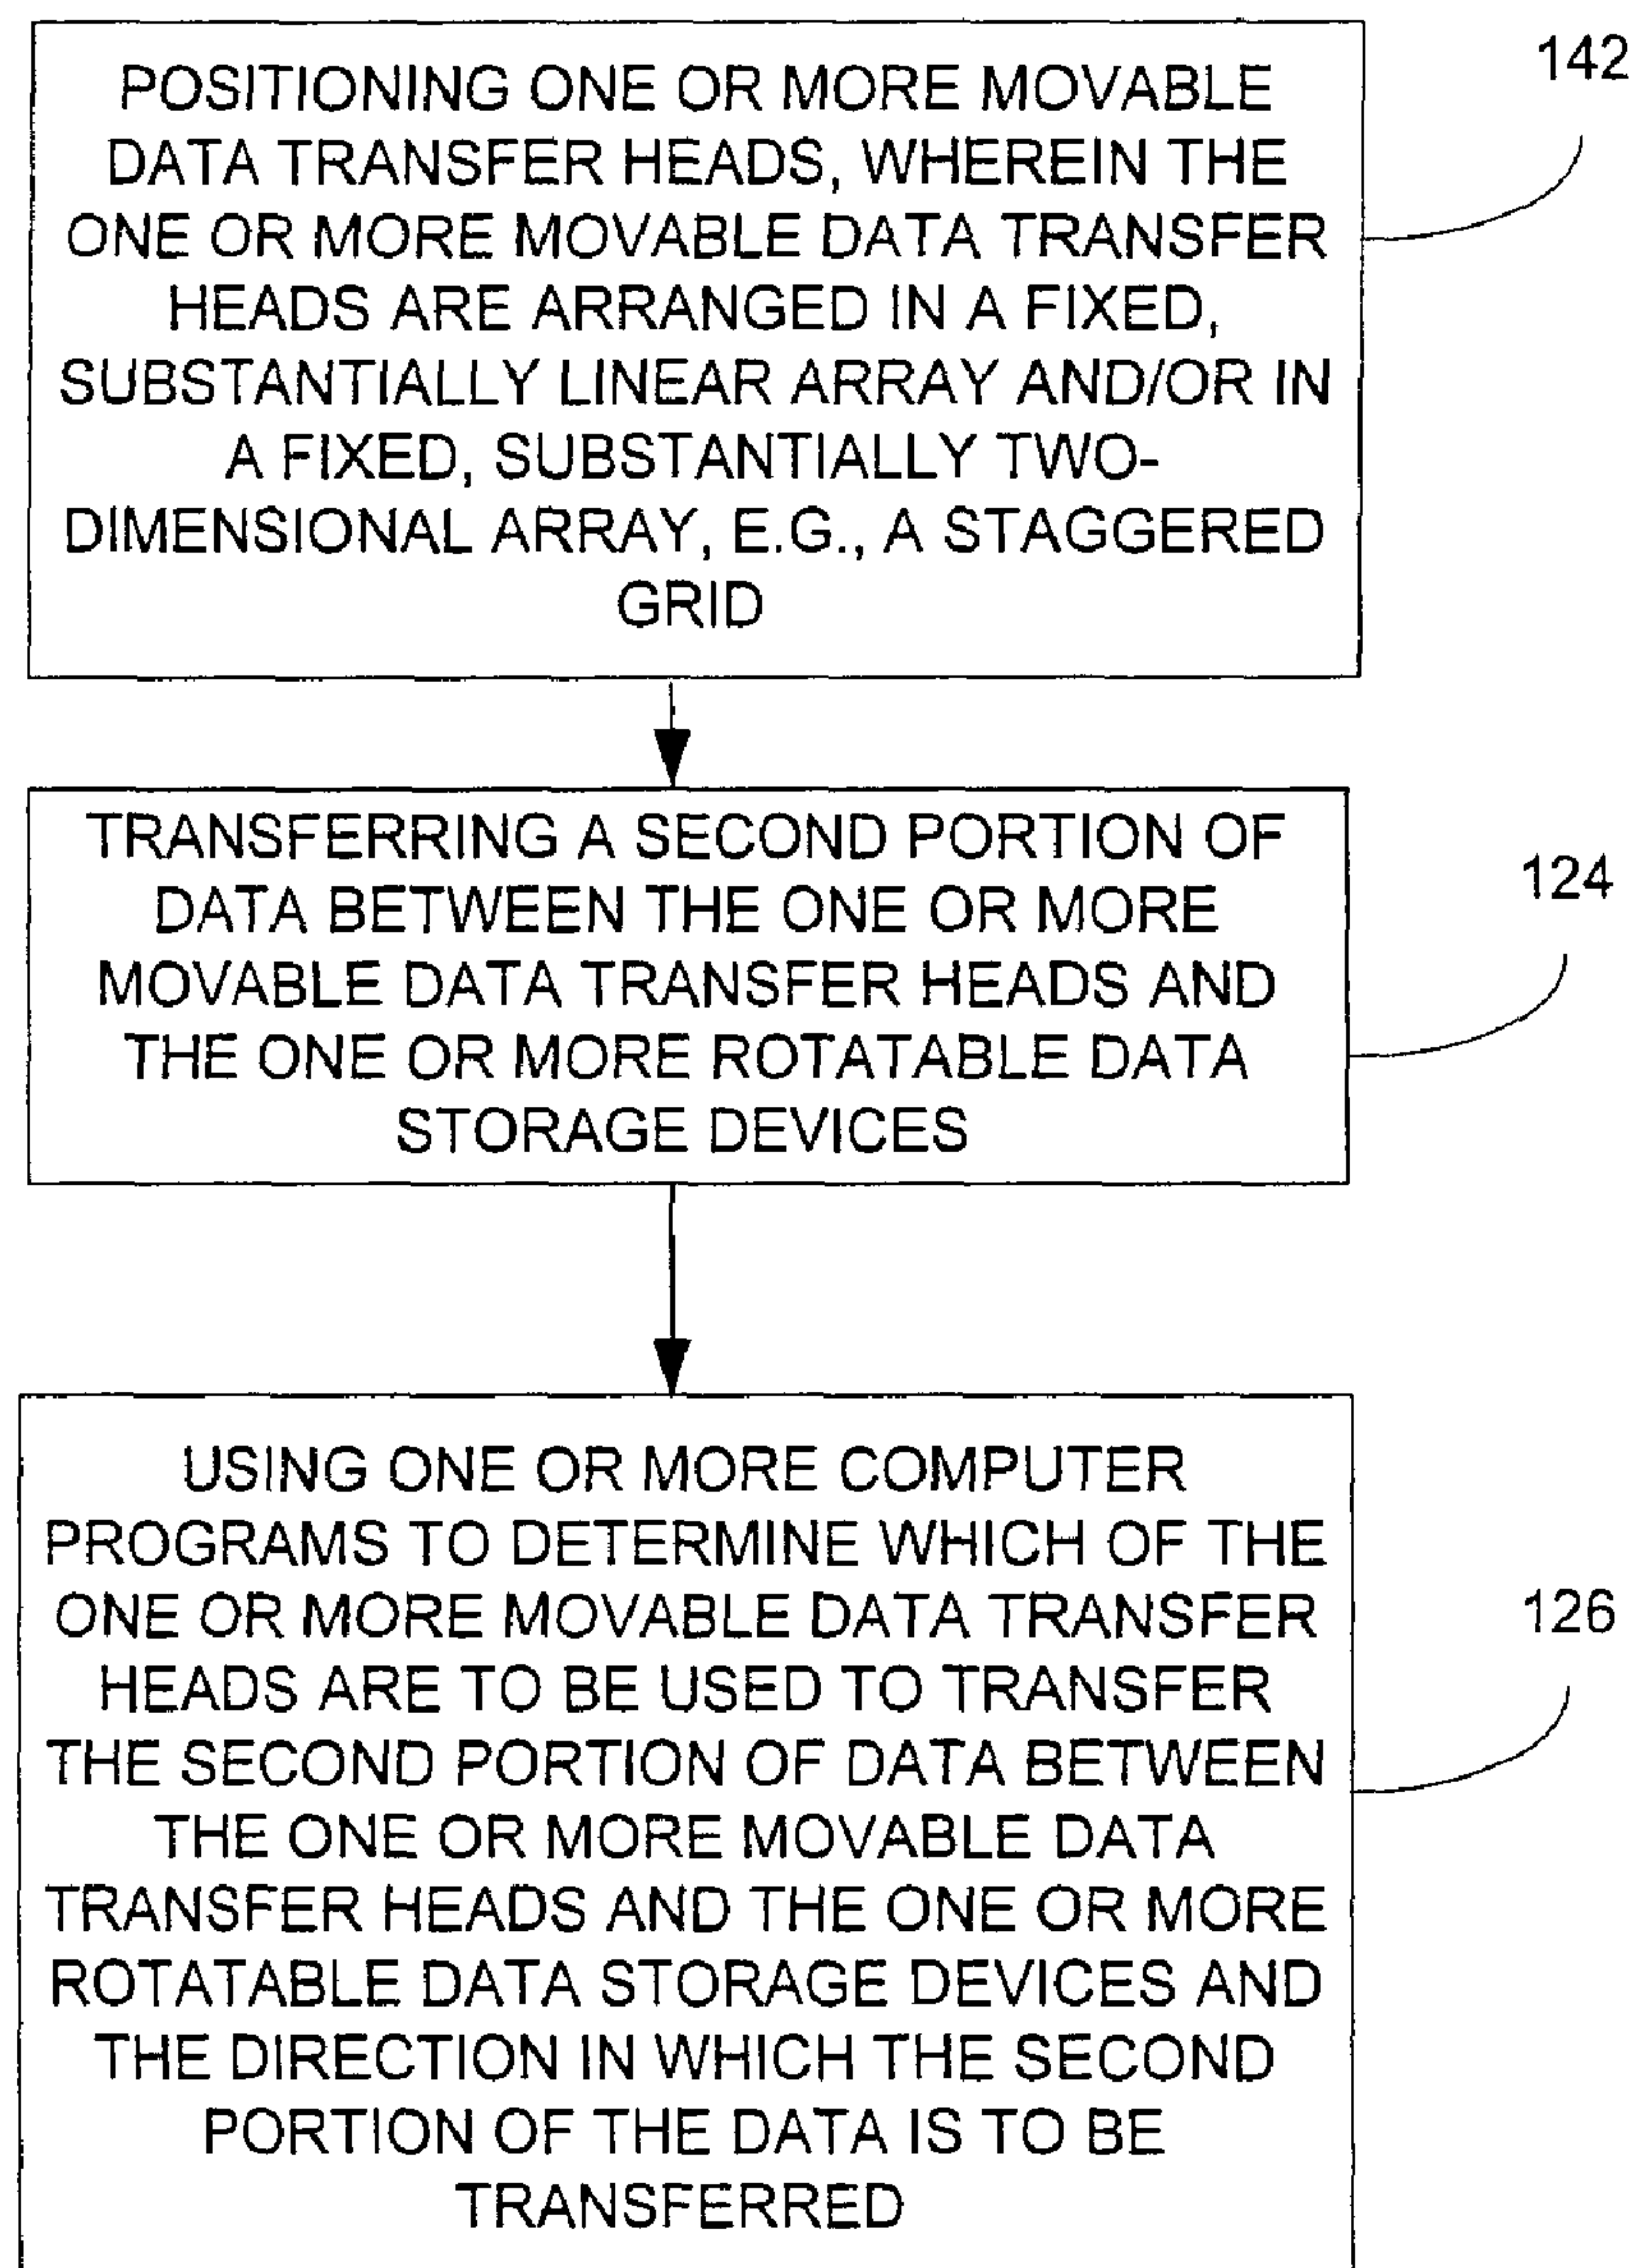 POSITIONING ONE OR MORE MOVABLE
DATA TRANSFER HEADS, WHEREIN THE
ONE OR MORE MOVABLE DATA TRANSFER
HEADS ARE ARRANGED IN A FIXED,
SUBSTANTIALLY LINEAR ARRAY AND/OR IN
A FIXED, SUBSTANTIALLY TWO-
DIMENSIONAL ARRAY, E.G., A STAGGERED
GRID
142
TRANSFERRING A SECOND PORTION OF
DATA BETWEEN THE ONE OR MORE
MOVABLE DATA TRANSFER HEADS AND
THE ONE OR MORE ROTATABLE DATA
STORAGE DEVICES
124
USING ONE OR MORE COMPUTER
PROGRAMS TO DETERMINE WHICH OF THE
ONE OR MORE MOVABLE DATA TRANSFER
HEADS ARE TO BE USED TO TRANSFER
THE SECOND PORTION OF DATA BETWEEN
THE ONE OR MORE MOVABLE DATA
TRANSFER HEADS AND THE ONE OR MORE
ROTATABLE DATA STORAGE DEVICES AND
THE DIRECTION IN WHICH THE SECOND
PORTION OF THE DATA IS TO BE
TRANSFERRED
126